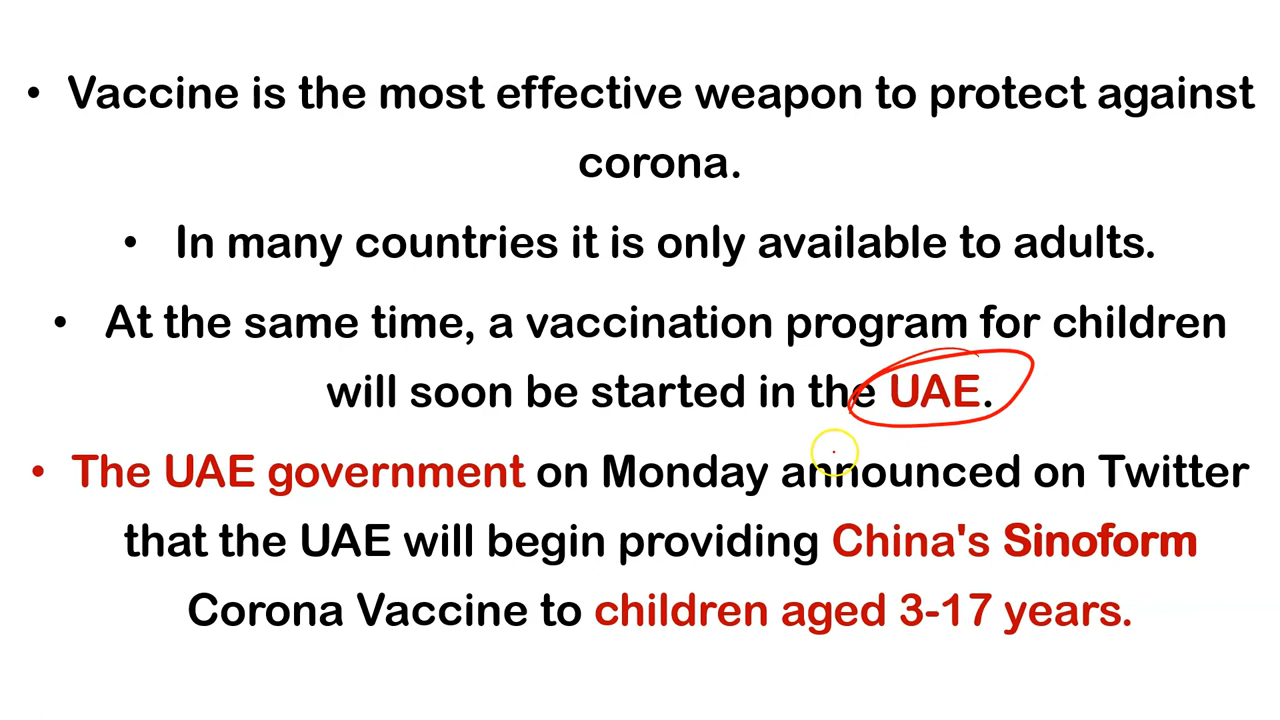 • Vaccine is the most effective weapon to protect against
corona.
• In many countries it is only available to adults.
• At the same time, a vaccination program for children
will soon be started in the UAE.
• The UAE government on Monday announced on Twitter
that the UAE will begin providing China's Sinoform
Corona Vaccine to children aged 3-17 years.